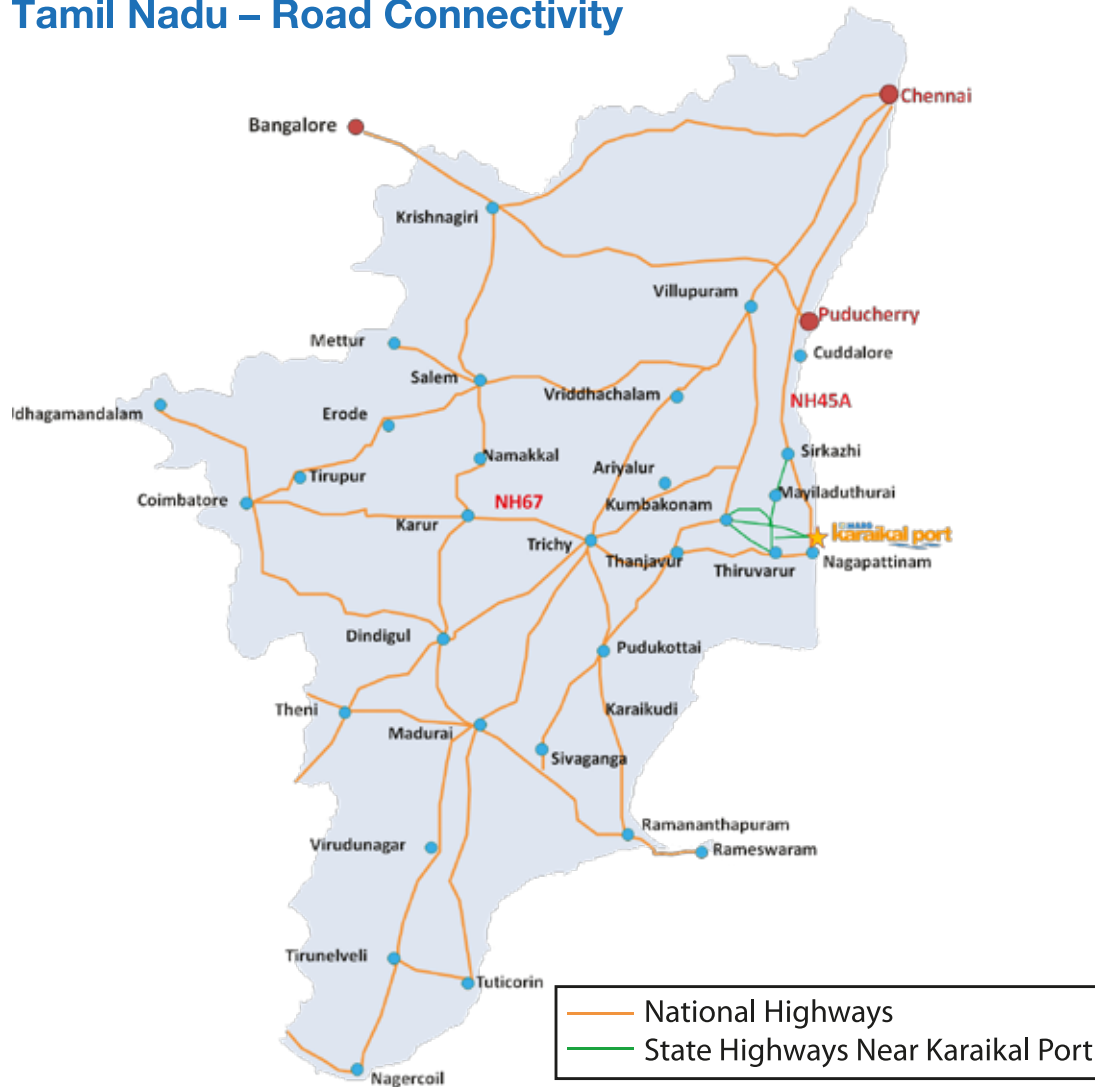 Tamil Nadu – Road Connectivity
Chennai
Bangalore
Krishnagiri
Villupuram
Puducherry
Mettur
Cuddalore
Salem
Vriddhachalam
NH45A
Jdhagamandalam
Erode
Sirkazhi
Namakkal
Ariyalur
Tirupur
Mayiladuthurai
Coimbatore
NH67
Kumbakonam
Karur
karaikal port
Trichy
Thanjavur
Nagapattinam
Thiruvarur
Dindigul
Pudukottai
Theni
Karaikudi
Madurai
Sivaganga
Ramananthapuram
Virudunagar
Rameswaram
Tirunelveli
Tuticorin
National Highways
State Highways Near Karaikal Port
Nagercoil